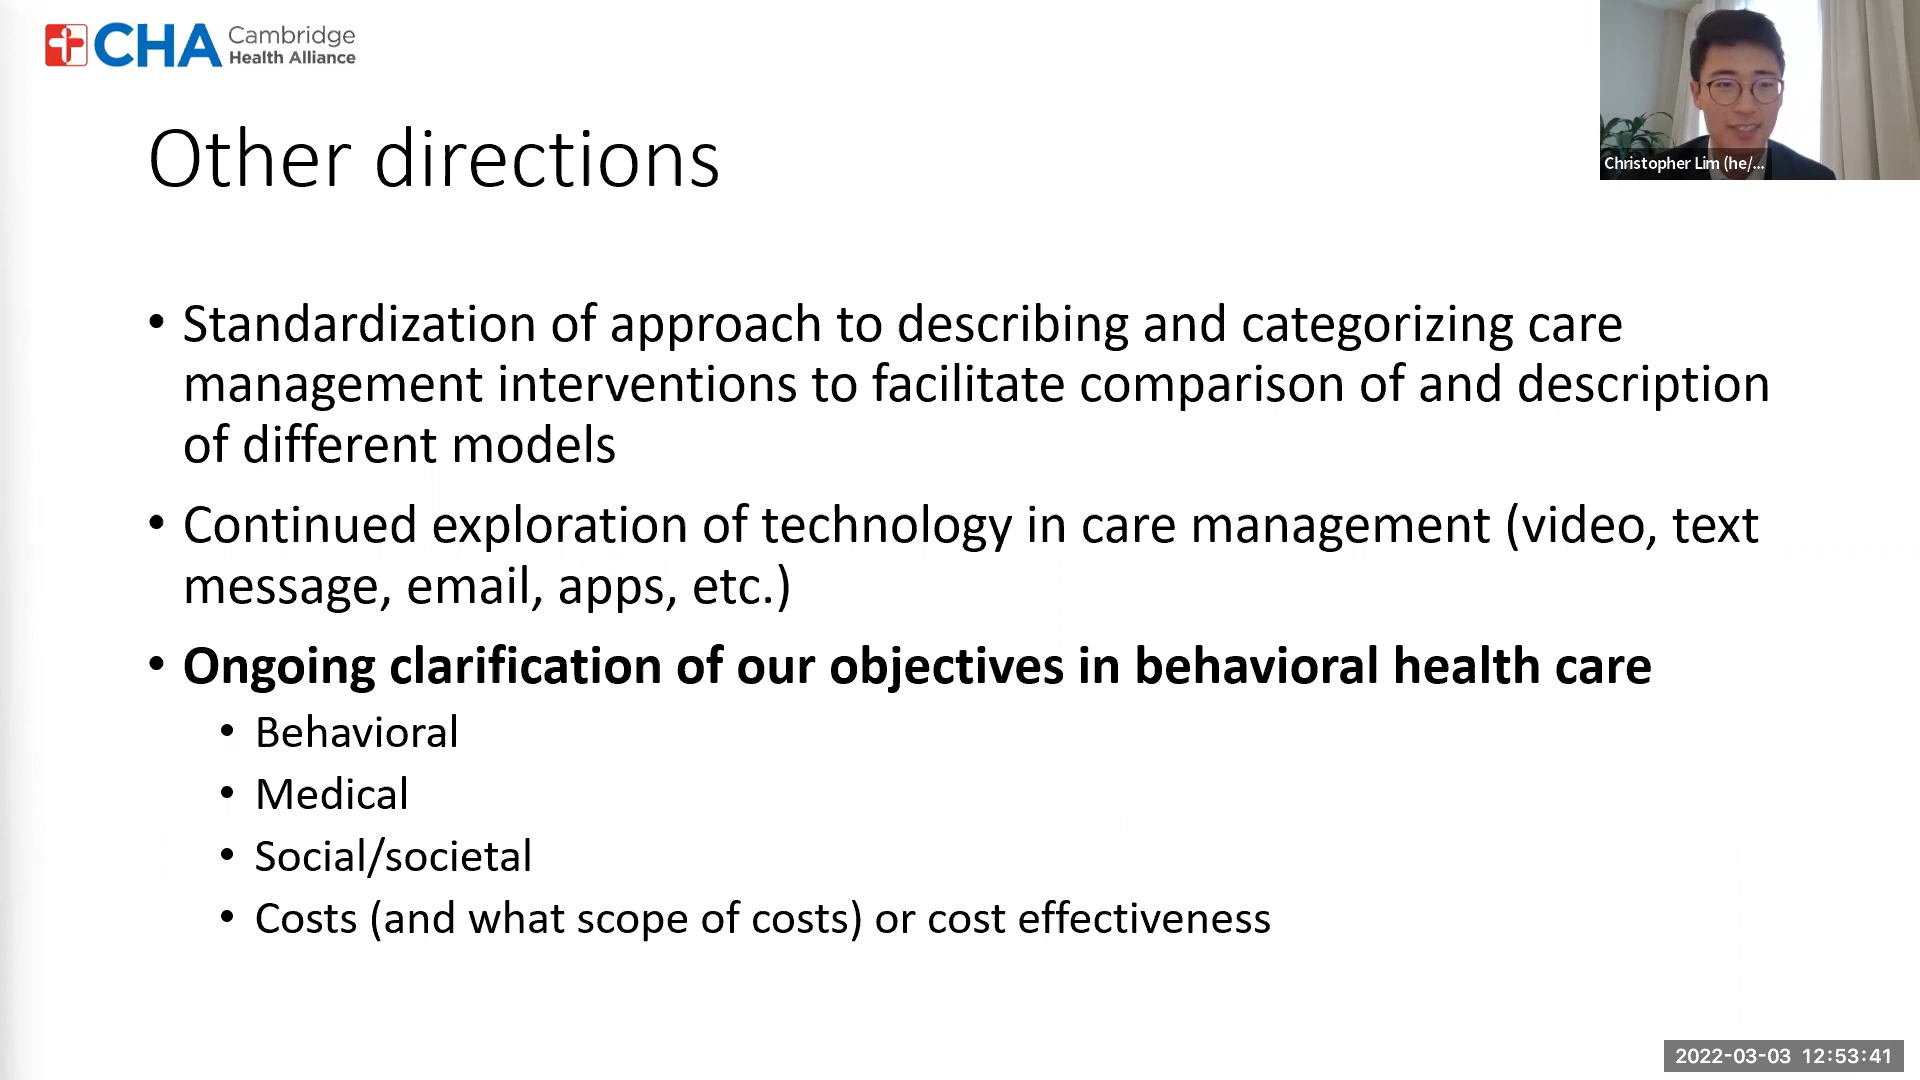 CHA Cambridge
Health Alliance
Christopher Lim (he/...
Other directions
• Standardization of approach to describing and categorizing care
management interventions to facilitate comparison of and description
of different models
• Continued exploration of technology in care management (video, text
message, email, apps, etc.)
• Ongoing clarification of our objectives in behavioral health care
• Behavioral
• Medical
• Social/societal
• Costs (and what scope of costs) or cost effectiveness
2022-03-03 12:53:41